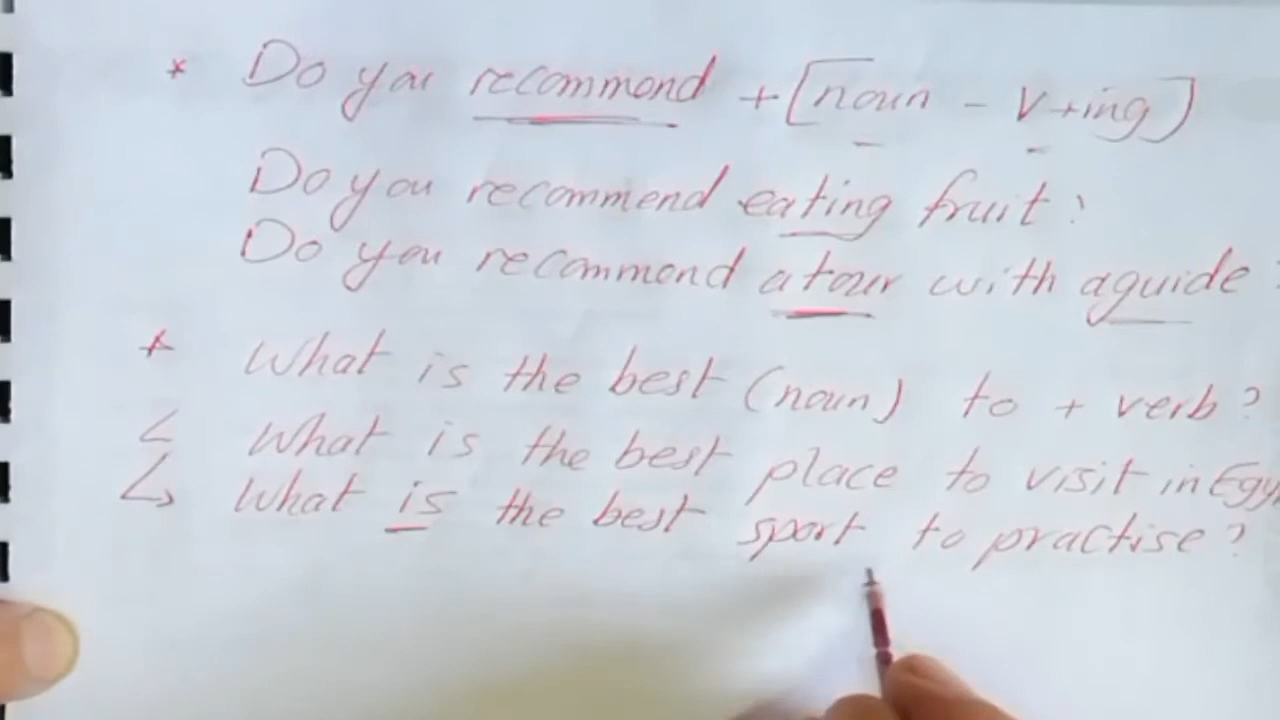 * Do you recommend + [noun - V+ing]
Do you recommend eating fruit?
Do you recommend a tour with a guide?
* What is the best (noun) to + verb?
What is the best place to visit in Egy
What is the best sport to practise?